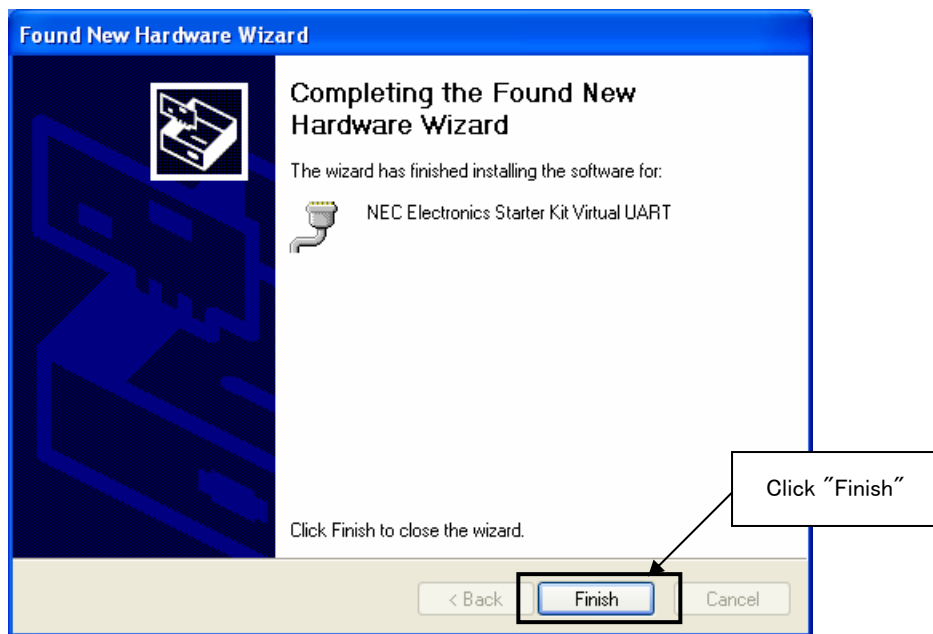 Found New Hardware Wizard
Completing the Found New
Hardware Wizard
The wizard has finished installing the software for:
NEC Electronics Starter Kit Virtual UART
Click "Finish"
Click Finish to close the wizard.
< Back
Finish
Cancel